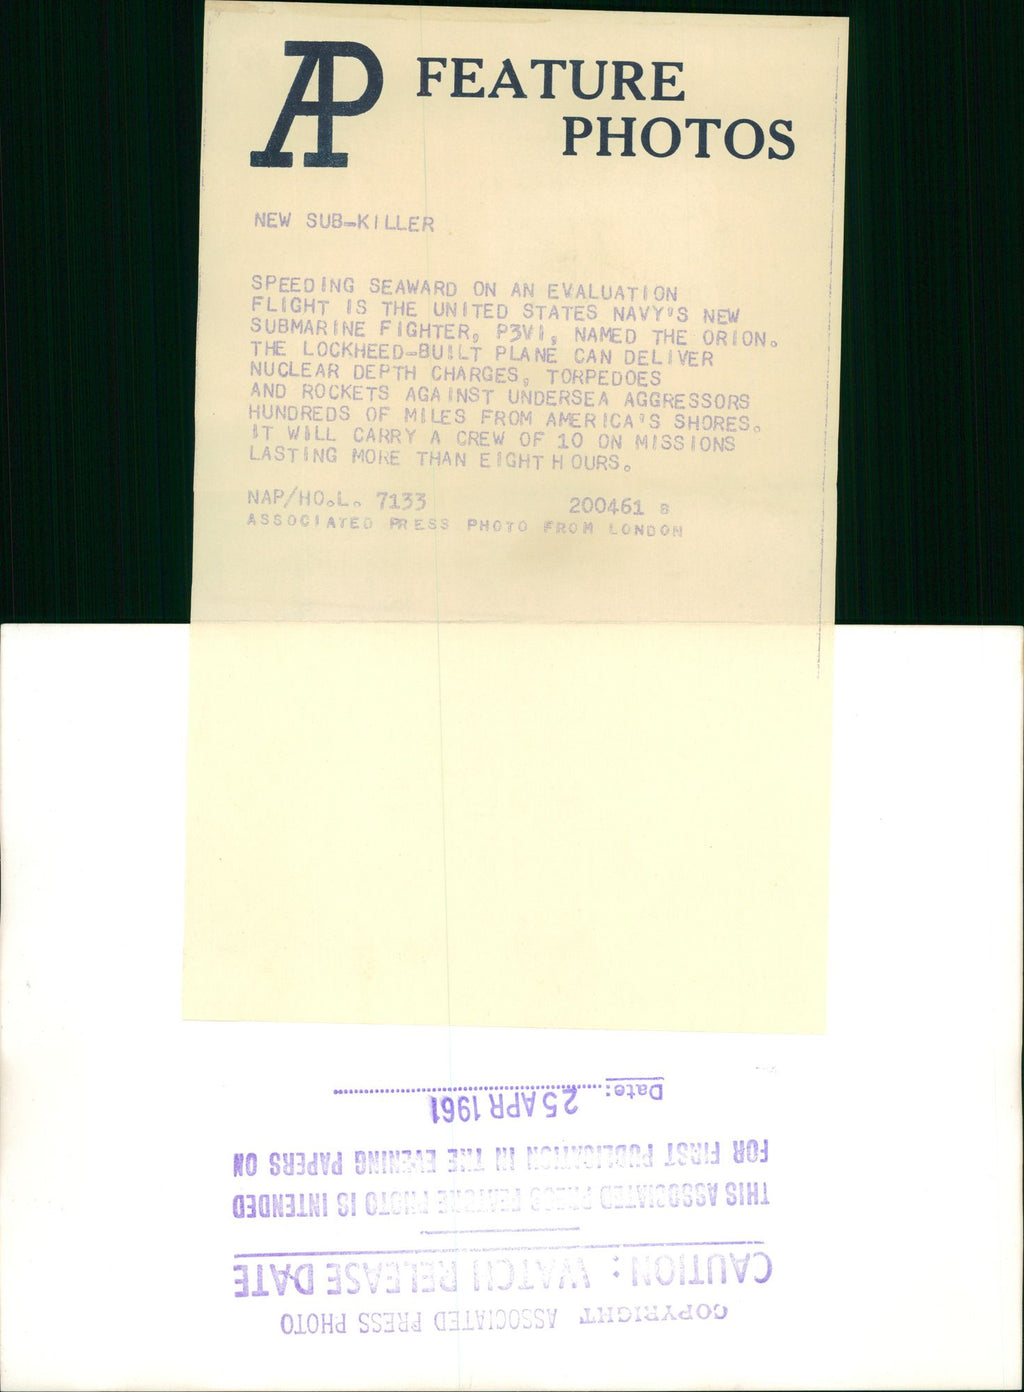 AP FEATURE
PHOTOS
NEW SUB-KILLER
SPEEDING SEAWARD ON AN EVALUATION
FLIGHT IS THE UNITED STATES NAVY'S NEW
SUBMARINE FIGHTER, P3V1, NAMED THE ORION.
THE LOCKHEED-BUILT PLANE CAN DELIVER
NUCLEAR DEPTH CHARGES, TORPEDOES
AND ROCKETS AGAINST UNDERSEA AGGRESSORS
HUNDREDS OF MILES FROM AMERICA'S SHORES.
IT WILL CARRY A CREW OF 10 ON MISSIONS
LASTING MORE THAN EIGHT HOURS.
NAP/HO.L. 7133 200461 S
ASSOCIATED PRESS PHOTO FROM LONDON
COPYRIGHT ASSOCIATED PRESS PHOTO
CAUTION: WATCH RELEASE DATE
THIS ASSOCIATED PRESS FEATURE PHOTO IS INTENDED
FOR FIRST PUBLICATION IN THE EVENING PAPERS ON
Date: 25 APR 1961